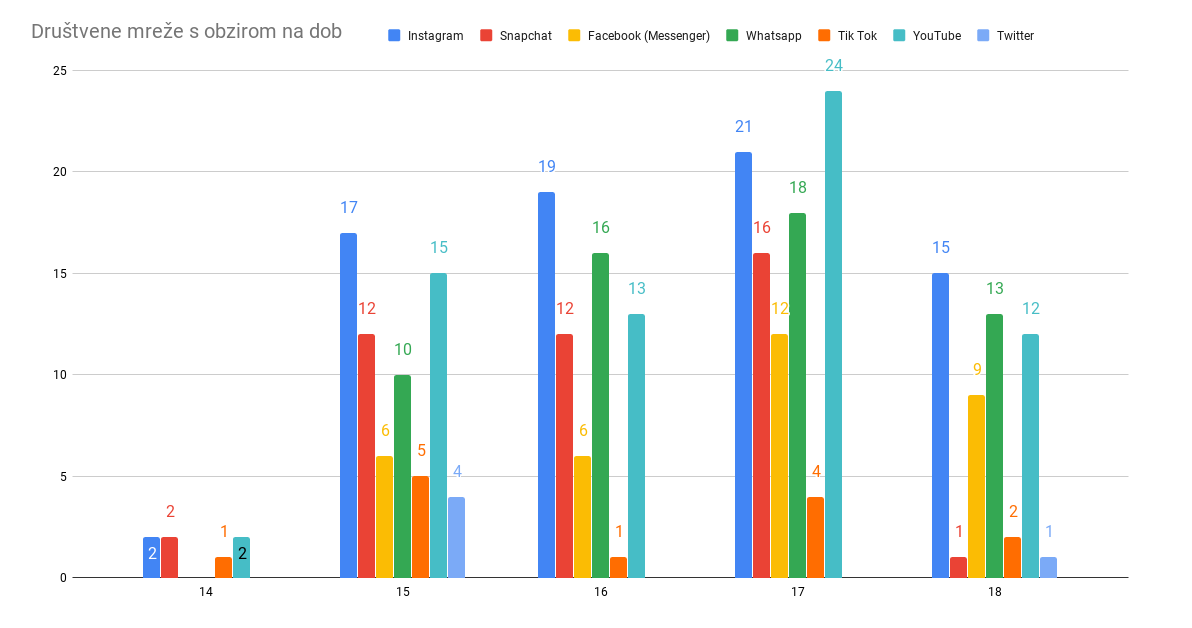 Društvene mreže s obzirom na dob
Instagram Snapchat Facebook (Messenger) Whatsapp Tik Tok YouTube Twitter
25
20
15
10
5
0
2 2 1 2
17 12 6 10 5 15 4
19 12 6 16 1 13
21 16 12 18 4 24
15 1 9 13 2 12 1
14 15 16 17 18